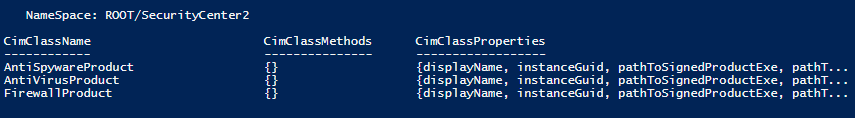 NameSpace: ROOT/SecurityCenter2
CimClassName CimClassMethods CimClassProperties
------------ --------------- ------------------
AntiSpywareProduct {} {displayName, instanceGuid, pathToSignedProductExe, pathT...
AntiVirusProduct {} {displayName, instanceGuid, pathToSignedProductExe, pathT...
FirewallProduct {} {displayName, instanceGuid, pathToSignedProductExe, pathT...